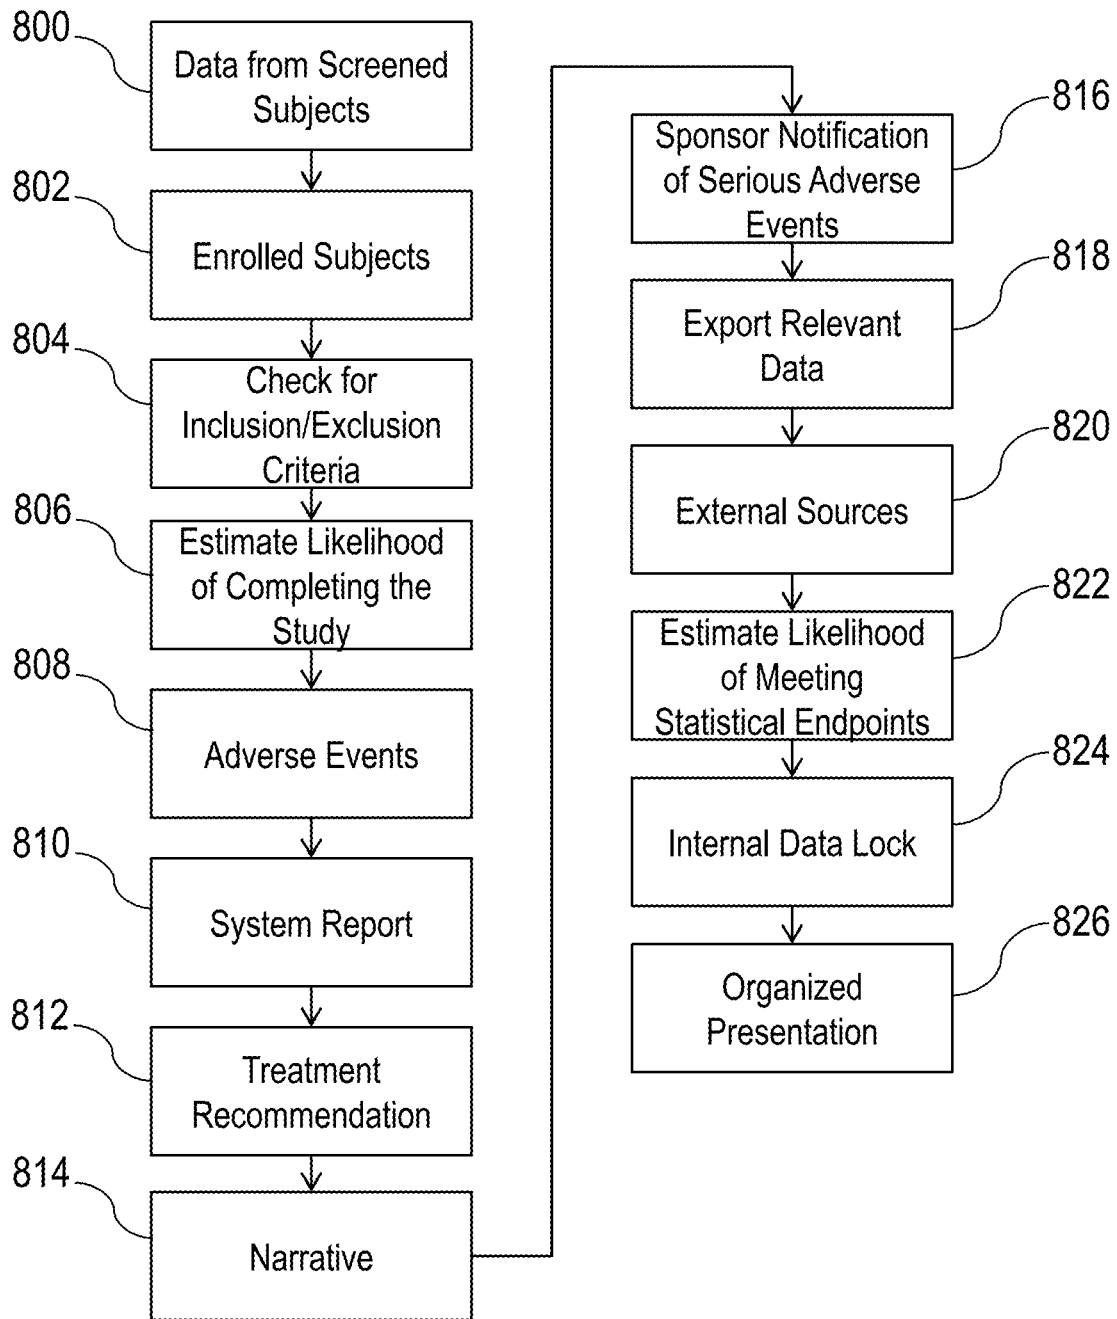 800
Data from Screened
Subjects
802
Enrolled Subjects
804
Check for
Inclusion/Exclusion
Criteria
806
Estimate Likelihood
of Completing the
Study
808
Adverse Events
810
System Report
812
Treatment
Recommendation
814
Narrative
816
Sponsor Notification
of Serious Adverse
Events
818
Export Relevant
Data
820
External Sources
822
Estimate Likelihood
of Meeting
Statistical Endpoints
824
Internal Data Lock
826
Organized
Presentation